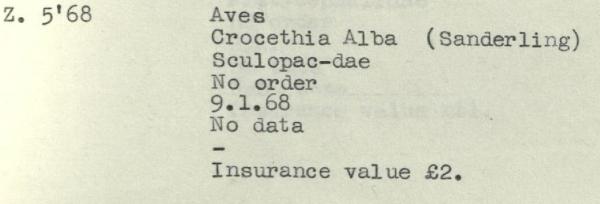 Z. 5'68 Aves
Crocethia Alba (Sanderling)
Sculopac-dae
No order
9.1.68
No data
-
Insurance value £2.